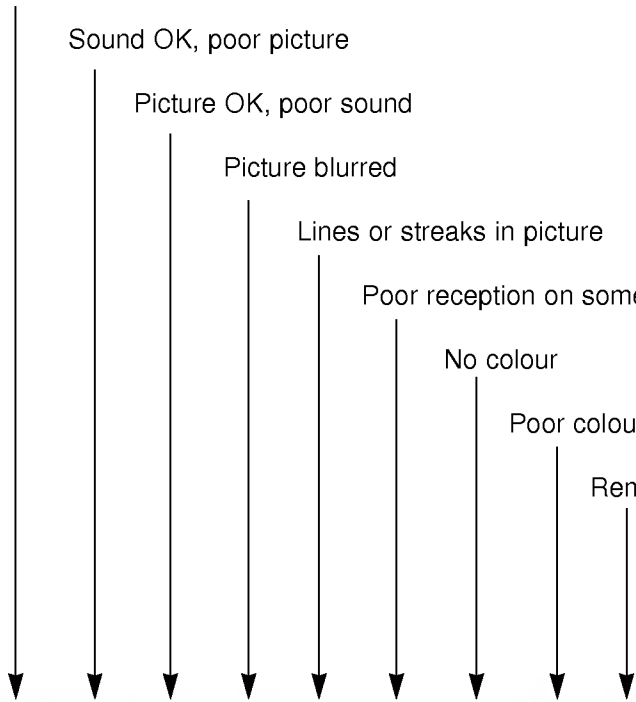 Sound OK, poor picture
Picture OK, poor sound
Picture blurred
Lines or streaks in picture
Poor reception on some
No colour
Poor colou
Rem